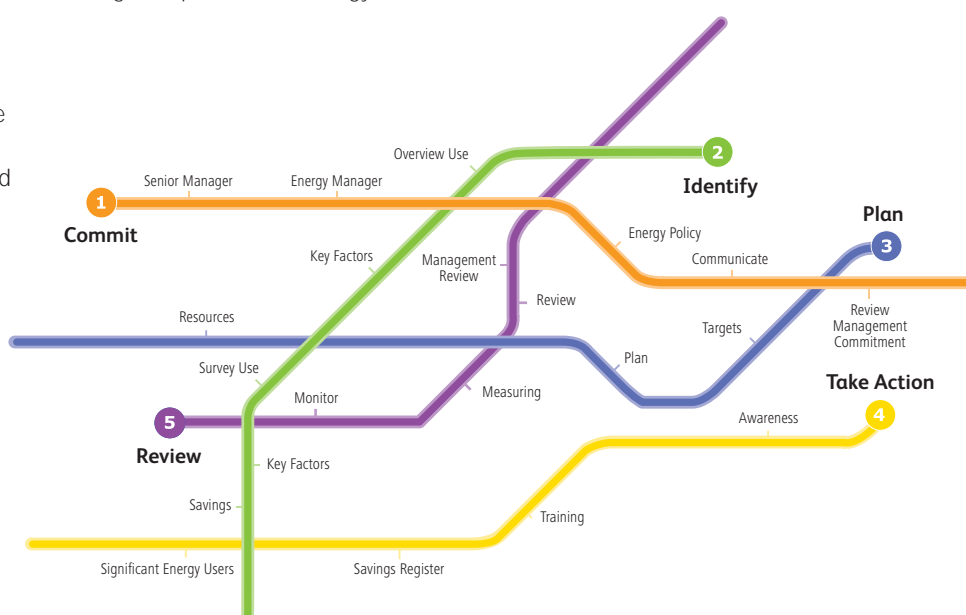 e
d
Overview Use
2
Identify
Senior Manager
Energy Manager
1
Commit
Plan
3
Energy Policy
Communicate
Key Factors
Management
Review
Review
Review
Management
Commitment
Resources
Targets
Plan
Survey Use
Monitor
Measuring
Take Action
4
5
Review
Awareness
Key Factors
Savings
Training
Significant Energy Users
Savings Register